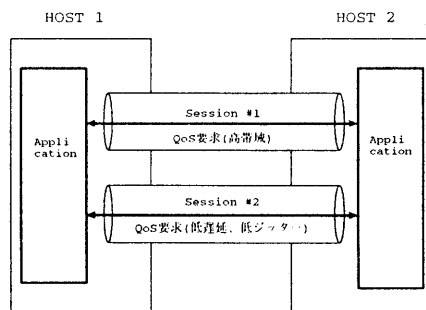 HOST 1
HOST 2
Session #1
QoS要求(高帯域)
Appli
cation
Appli
cation
Session #2
QoS要求(低遅延、低ジッター)